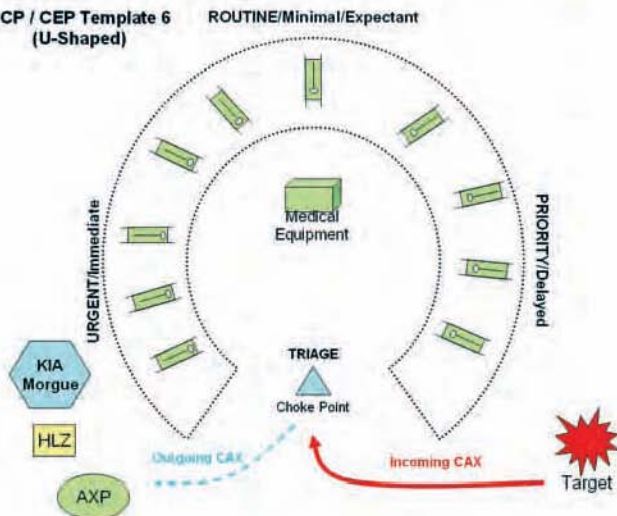 CP / CEP Template 6
(U-Shaped)
ROUTINE/Minimal/Expectant
URGENT/Immediate
Medical
Equipment
PRIORITY/Delayed
TRIAGE
Choke Point
KIA
Morgue
HLZ
AXP
Outgoing CAX
Incoming CAX
Target